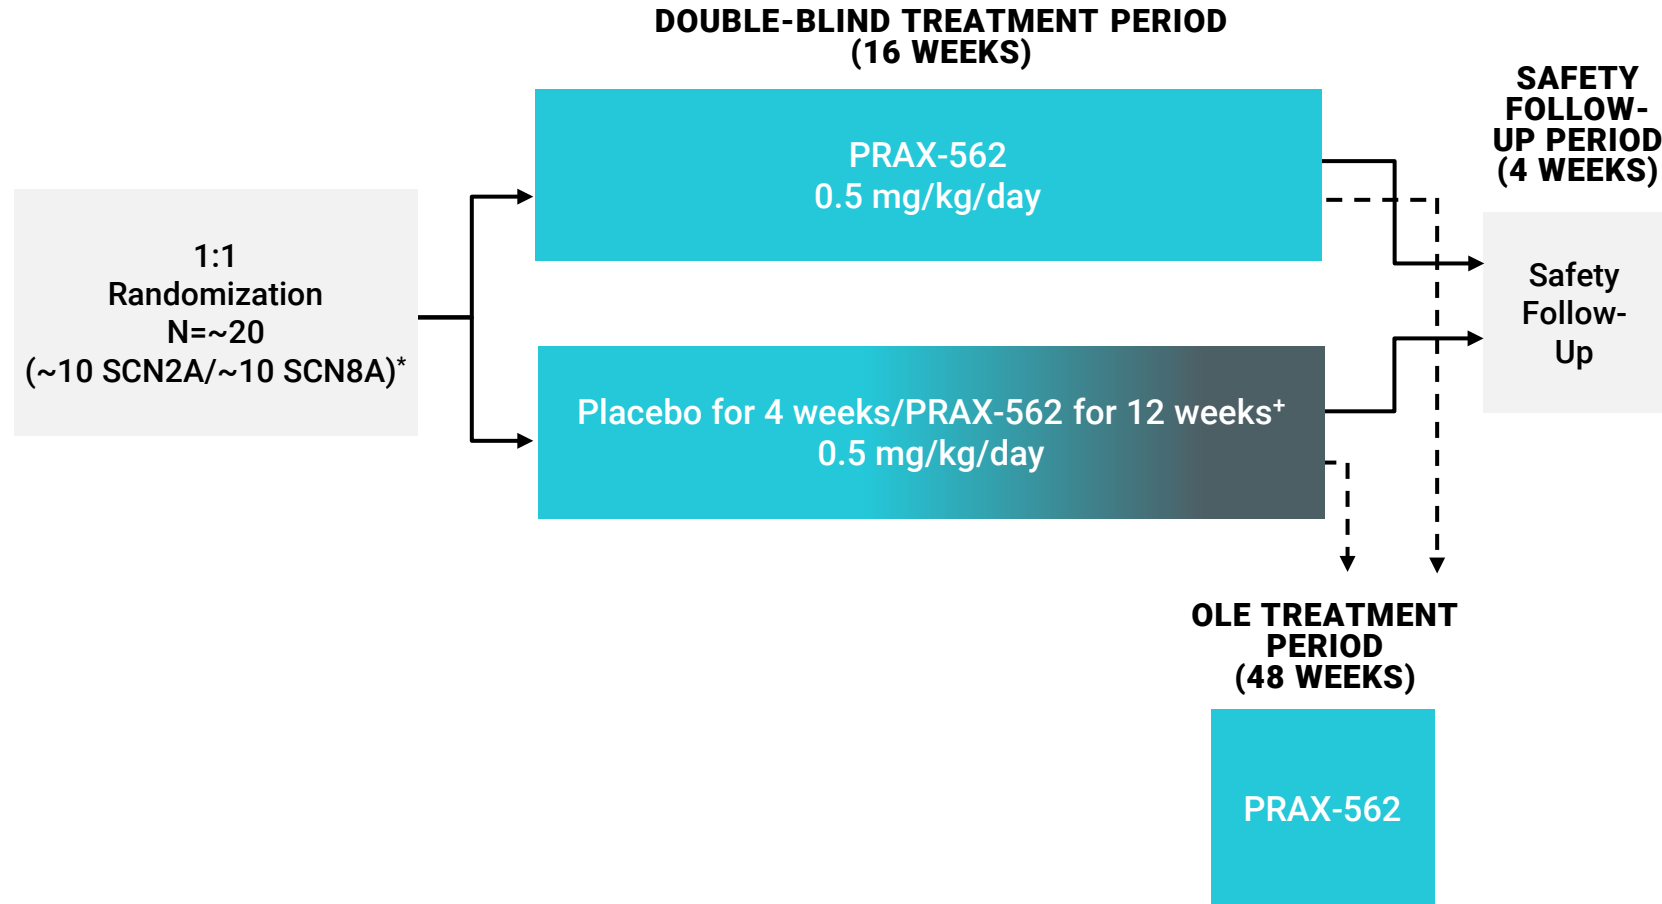 DOUBLE-BLIND TREATMENT PERIOD
(16 WEEKS)
SAFETY
FOLLOW-
UP PERIOD
(4 WEEKS)
PRAX-562
0.5 mg/kg/day
1:1
Randomization
N=~20
(~10 SCN2A/~10 SCN8A)*
Safety
Follow-
Up
Placebo for 4 weeks/PRAX-562 for 12 weeks+
0.5 mg/kg/day
OLE TREATMENT
PERIOD
(48 WEEKS)
PRAX-562